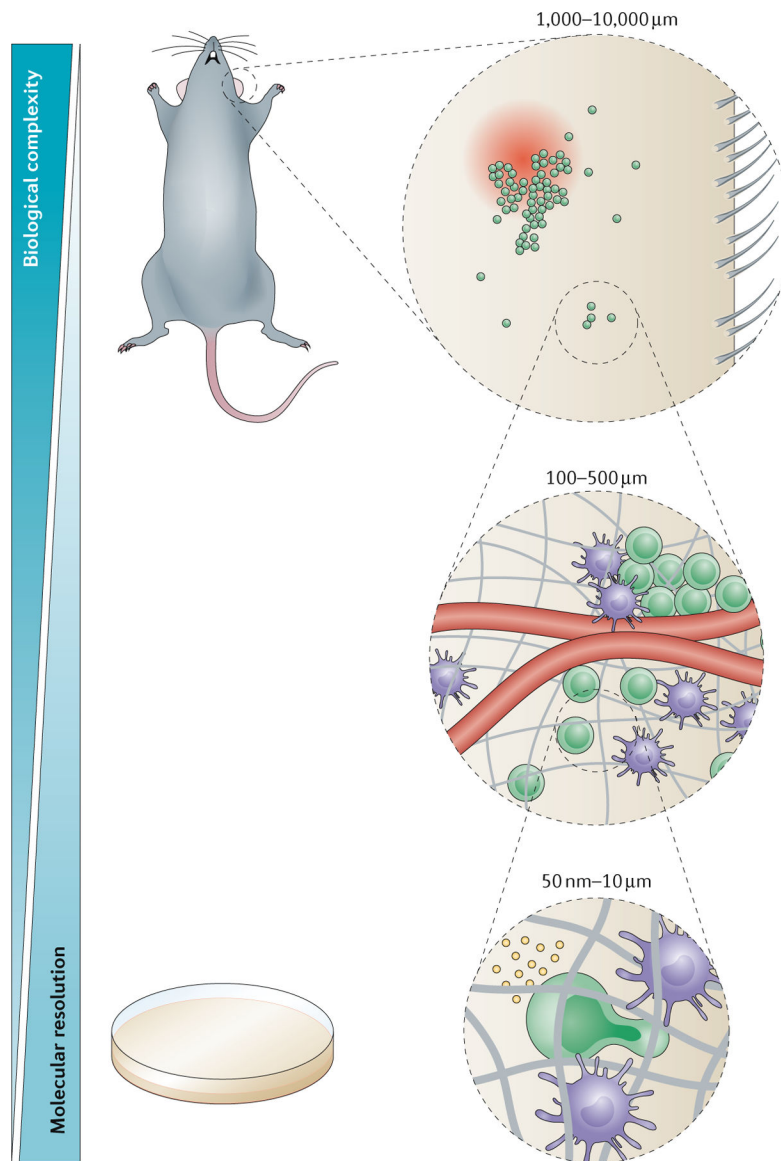 1,000–10,000 μm
Biological complexity
100–500 μm
50 nm–10 μm
Molecular resolution